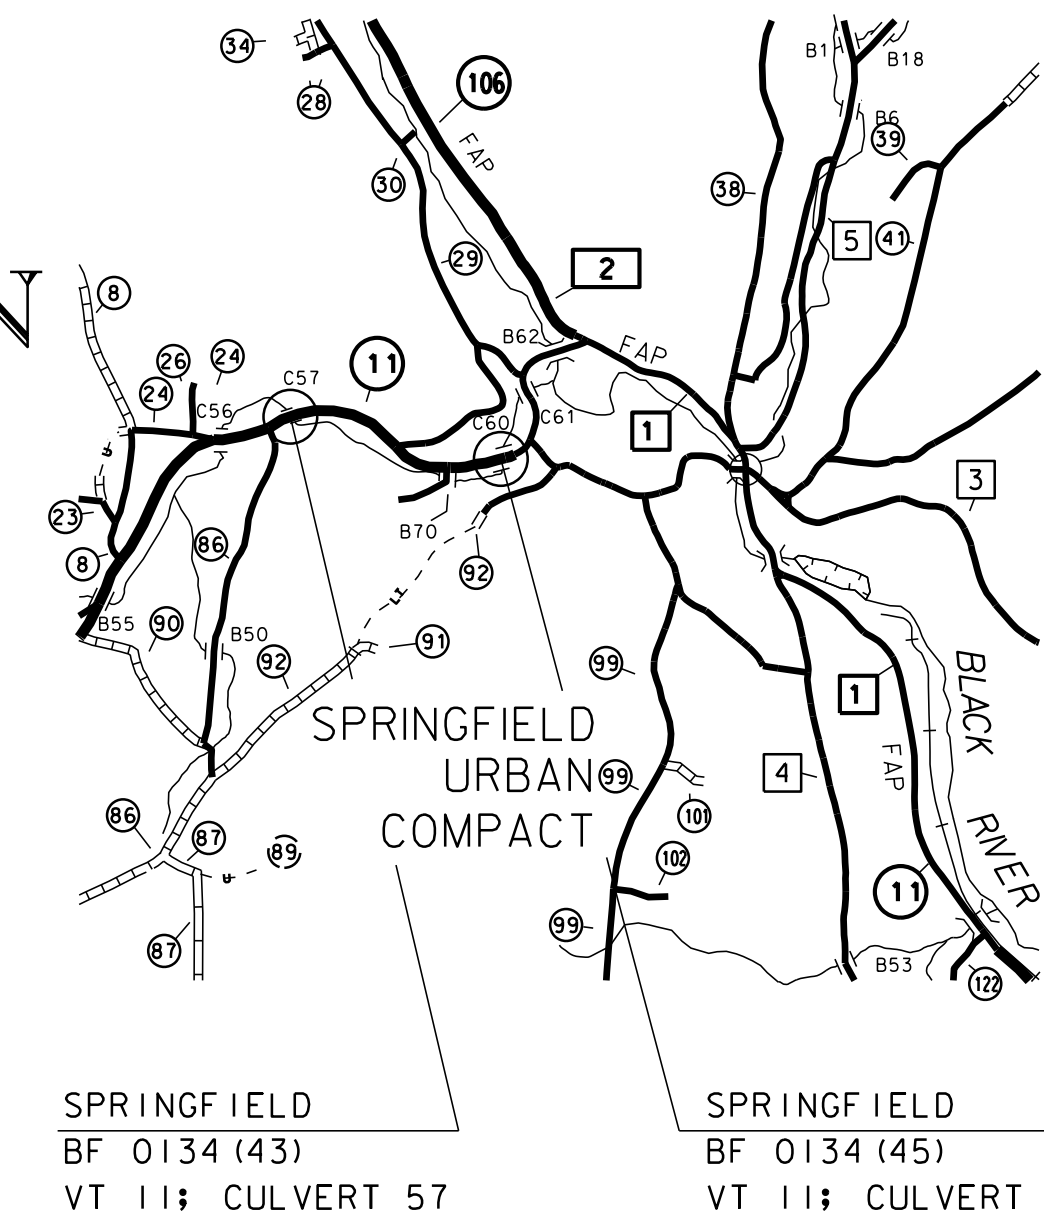 34
106
B1
B18
28
B6
39
FAP
30
38
5
41
29
2
8
B62
FAP
26
24
11
24
C57
C56
C60
C61
1
3
23
B70
86
8
92
B55
90
B50
91
92
99
BLACK
1
SPRINGFIELD
URBAN
COMPACT
99
4
FAP
86
87
101
RIVER
89
102
11
99
87
B53
122
SPRINGFIELD
BF 0134 (43)
VT 11; CULVERT 57
SPRINGFIELD
BF 0134 (45)
VT 11; CULVERT